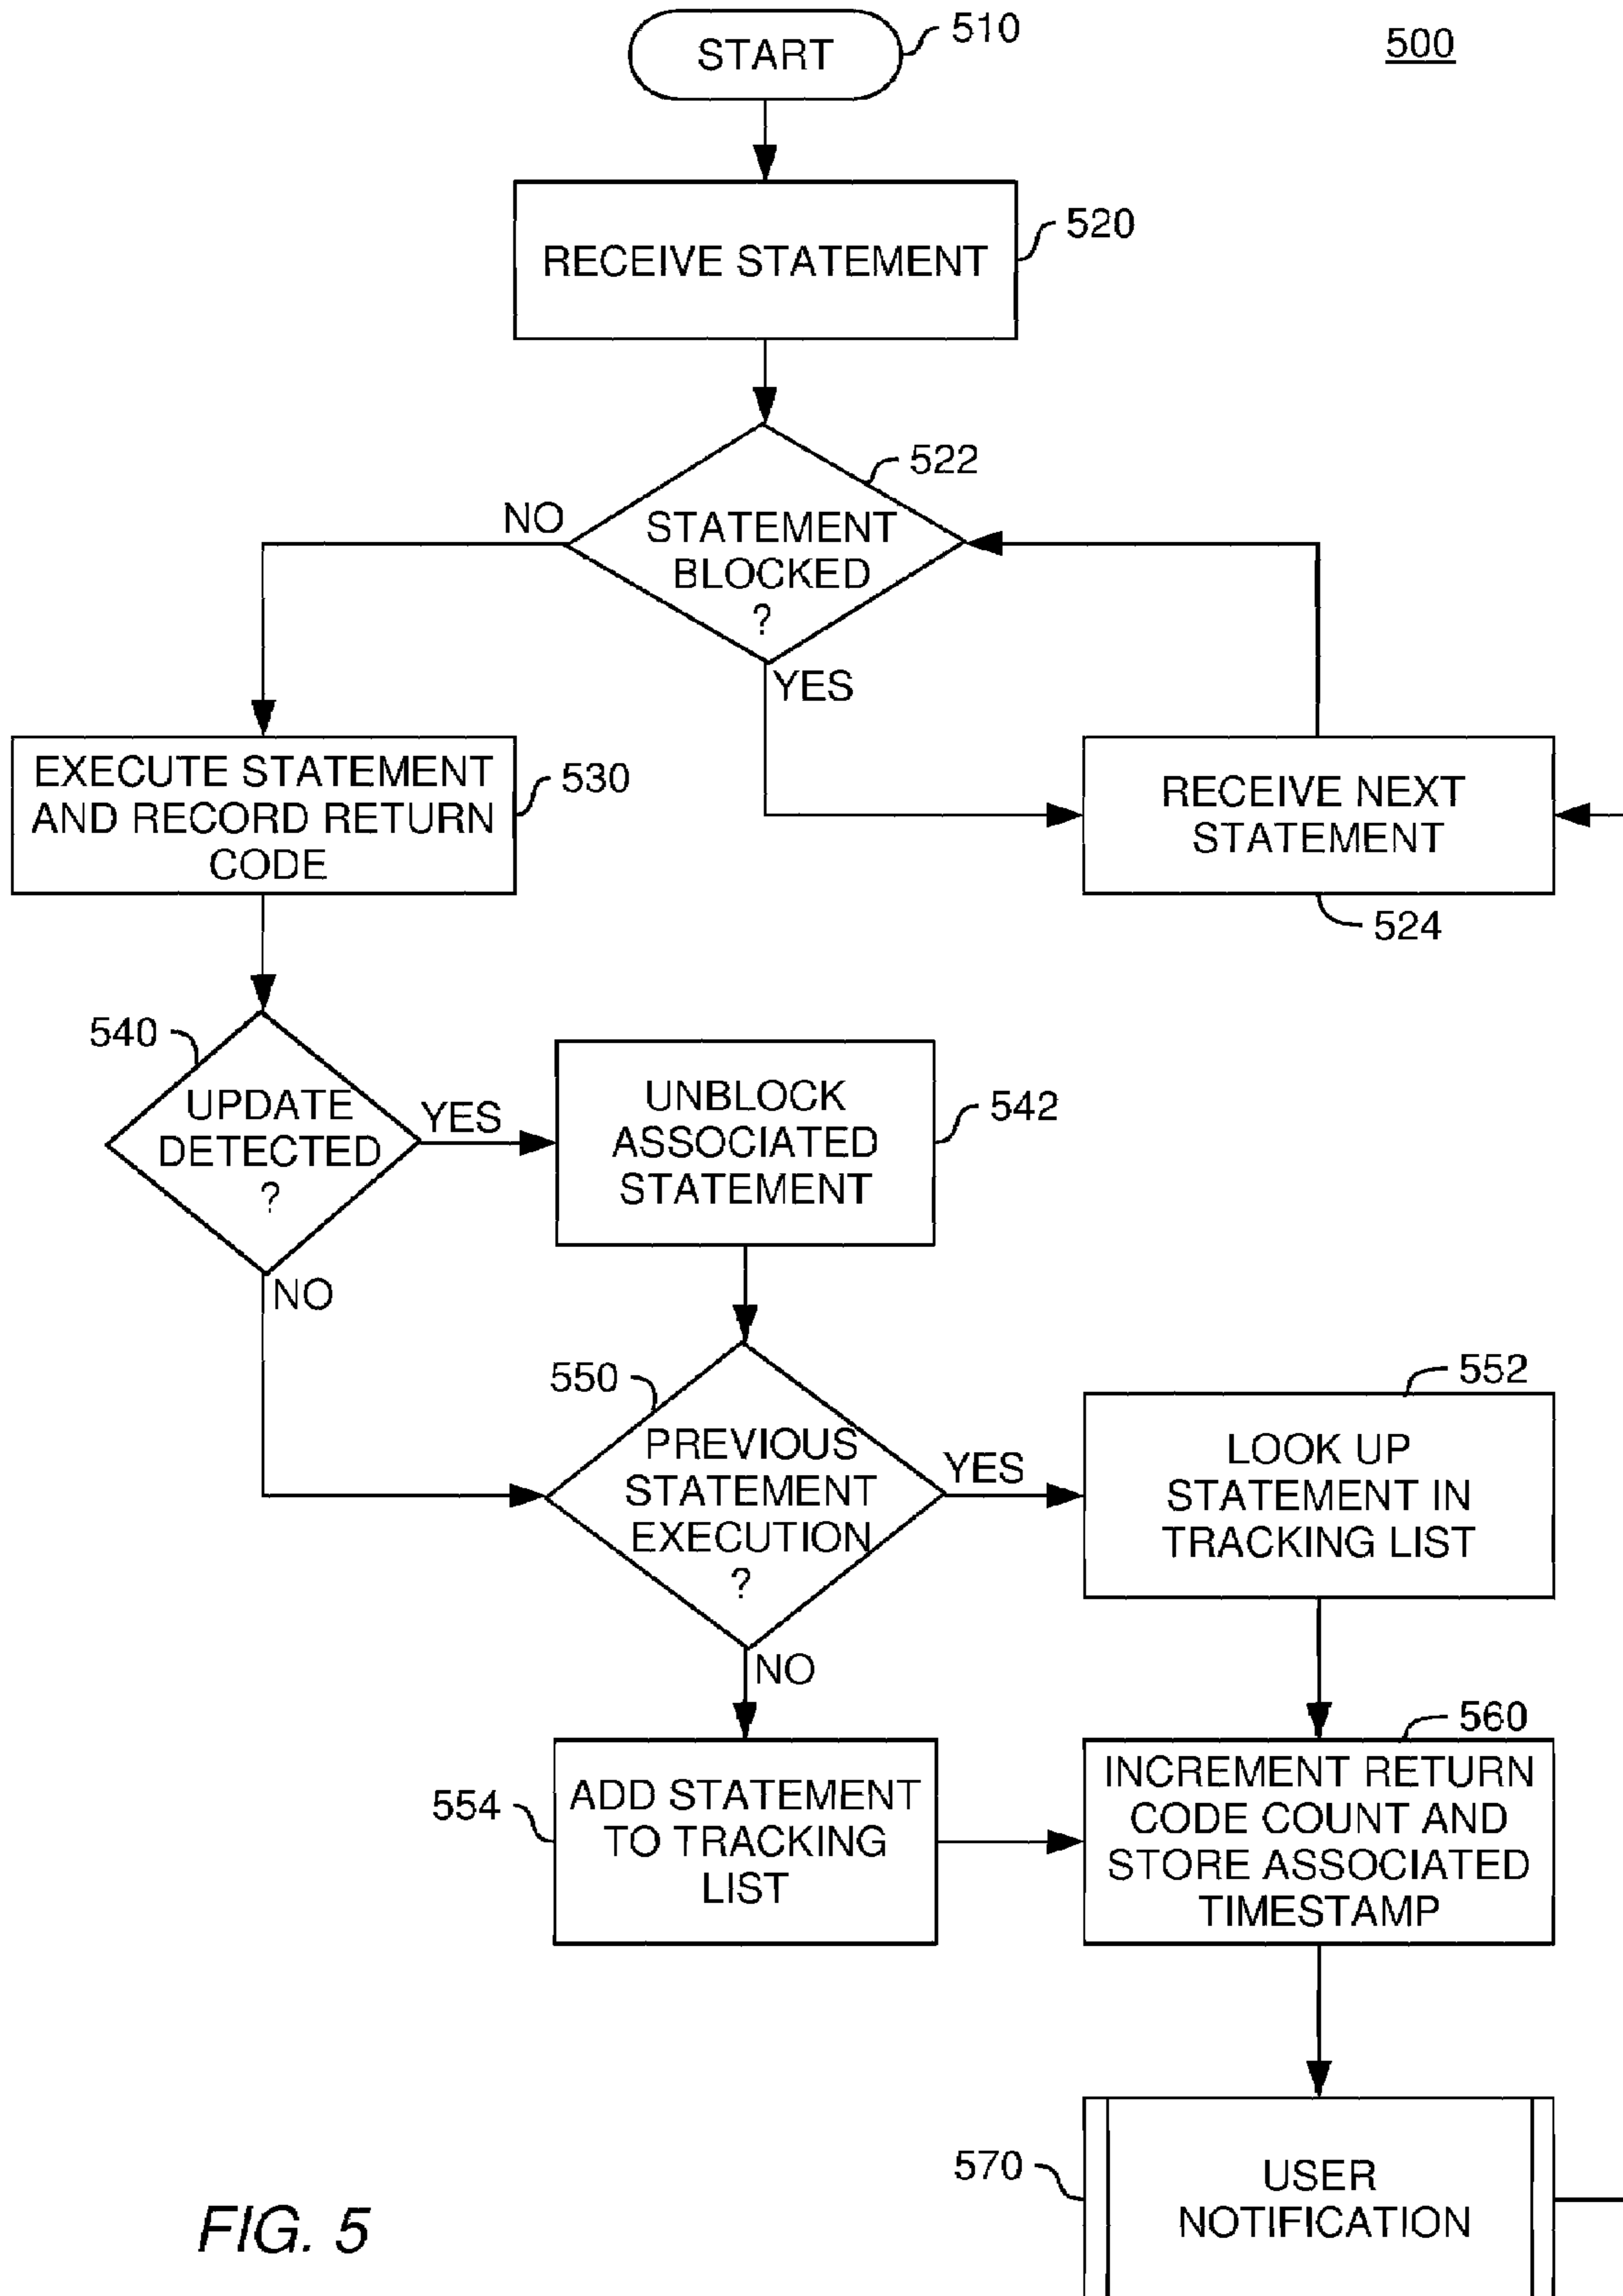 START
510
500
RECEIVE STATEMENT
520
522
STATEMENT
BLOCKED
?
NO
YES
EXECUTE STATEMENT
AND RECORD RETURN
CODE
530
RECEIVE NEXT
STATEMENT
524
540
UPDATE
DETECTED
?
YES
NO
UNBLOCK
ASSOCIATED
STATEMENT
542
550
PREVIOUS
STATEMENT
EXECUTION
?
YES
NO
552
LOOK UP
STATEMENT IN
TRACKING LIST
554
ADD STATEMENT
TO TRACKING
LIST
560
INCREMENT RETURN
CODE COUNT AND
STORE ASSOCIATED
TIMESTAMP
570
USER
NOTIFICATION
FIG. 5